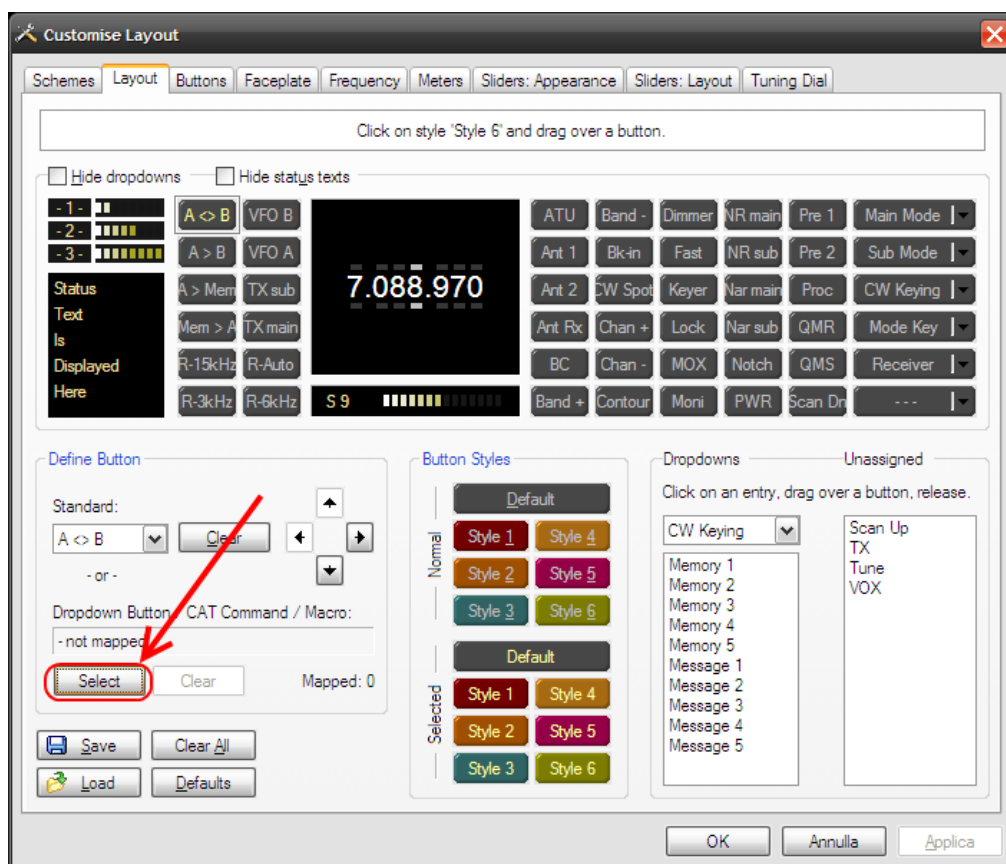 Customise Layout
Schemes Layout Buttons Faceplate Frequency Meters Sliders: Appearance Sliders: Layout Tuning Dial
Click on style 'Style 6' and drag over a button.
Hide dropdowns Hide status texts
- 1 -
- 2 -
- 3 -
Status
Text
Is
Displayed
Here
A <> B VFO B
A > B VFO A
A > Mem TX sub
Mem > A TX main
R-15kHz R-Auto
R-3kHz R-6kHz
7.088.970
S 9
ATU Band - Dimmer NR main Pre 1 Main Mode
Ant 1 Bk-in Fast NR sub Pre 2 Sub Mode
Ant 2 CW Spot Keyer Nar main Proc CW Keying
Ant Rx Chan + Lock Nar sub QMR Mode Key
BC Chan - MOX Notch QMS Receiver
Band + Contour Moni PWR Scan Dn - - -
Define Button
Standard:
A <> B Clear
- or -
Dropdown Button CAT Command / Macro:
- not mapped
Select Clear Mapped: 0
Save Clear All
Load Defaults
Button Styles
Normal
Default
Style 1 Style 4
Style 2 Style 5
Style 3 Style 6
Selected
Default
Style 1 Style 4
Style 2 Style 5
Style 3 Style 6
Dropdowns Unassigned
Click on an entry, drag over a button, release.
CW Keying
Memory 1
Memory 2
Memory 3
Memory 4
Memory 5
Message 1
Message 2
Message 3
Message 4
Message 5
Scan Up
TX
Tune
VOX
OK Annulla Applica